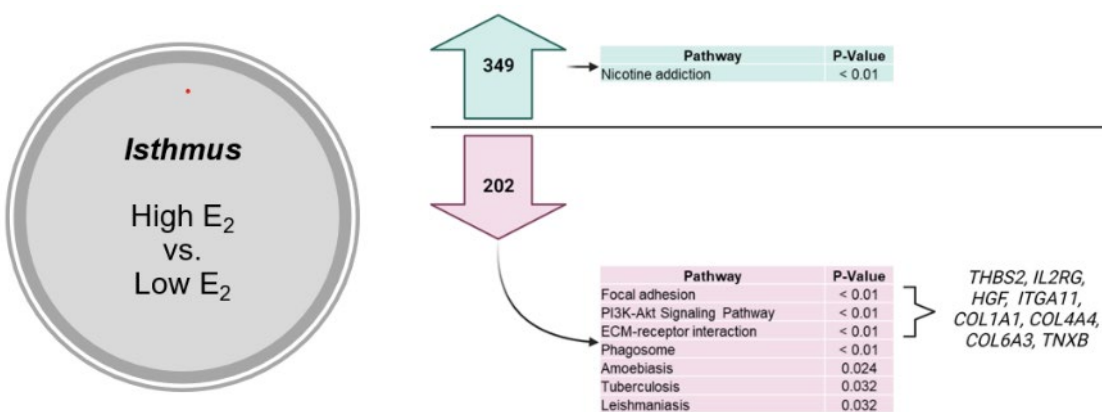 Isthmus
High E₂
vs.
Low E₂
349
Pathway P-Value
Nicotine addiction < 0.01
202
Pathway P-Value
Focal adhesion < 0.01
PI3K-Akt Signaling Pathway < 0.01
ECM-receptor interaction < 0.01
Phagosome < 0.01
Amoebiasis 0.024
Tuberculosis 0.032
Leishmaniasis 0.032
THBS2, IL2RG,
HGF, ITGA11,
COL1A1, COL4A4,
COL6A3, TNXB